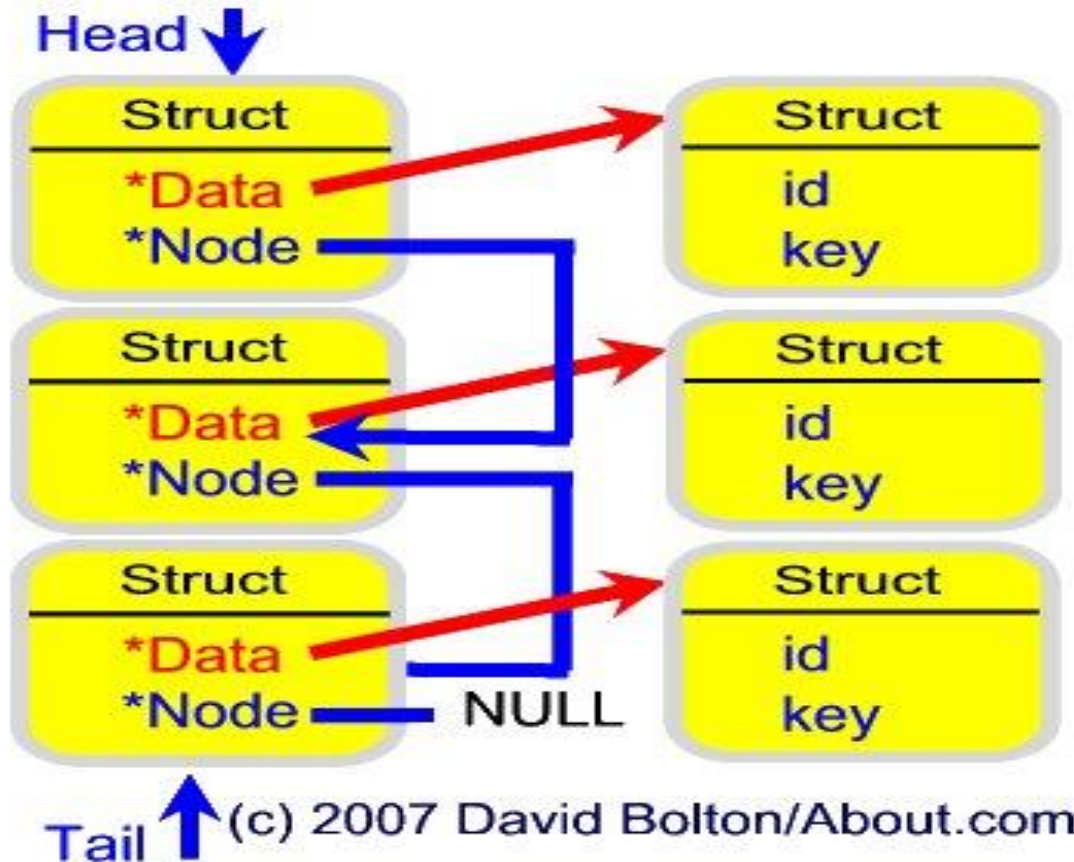 Head
Struct
*Data
*Node
Struct
id
key
Struct
*Data
*Node
Struct
id
key
Struct
*Data
*Node
NULL
Struct
id
key
Tail
(c) 2007 David Bolton/About.com